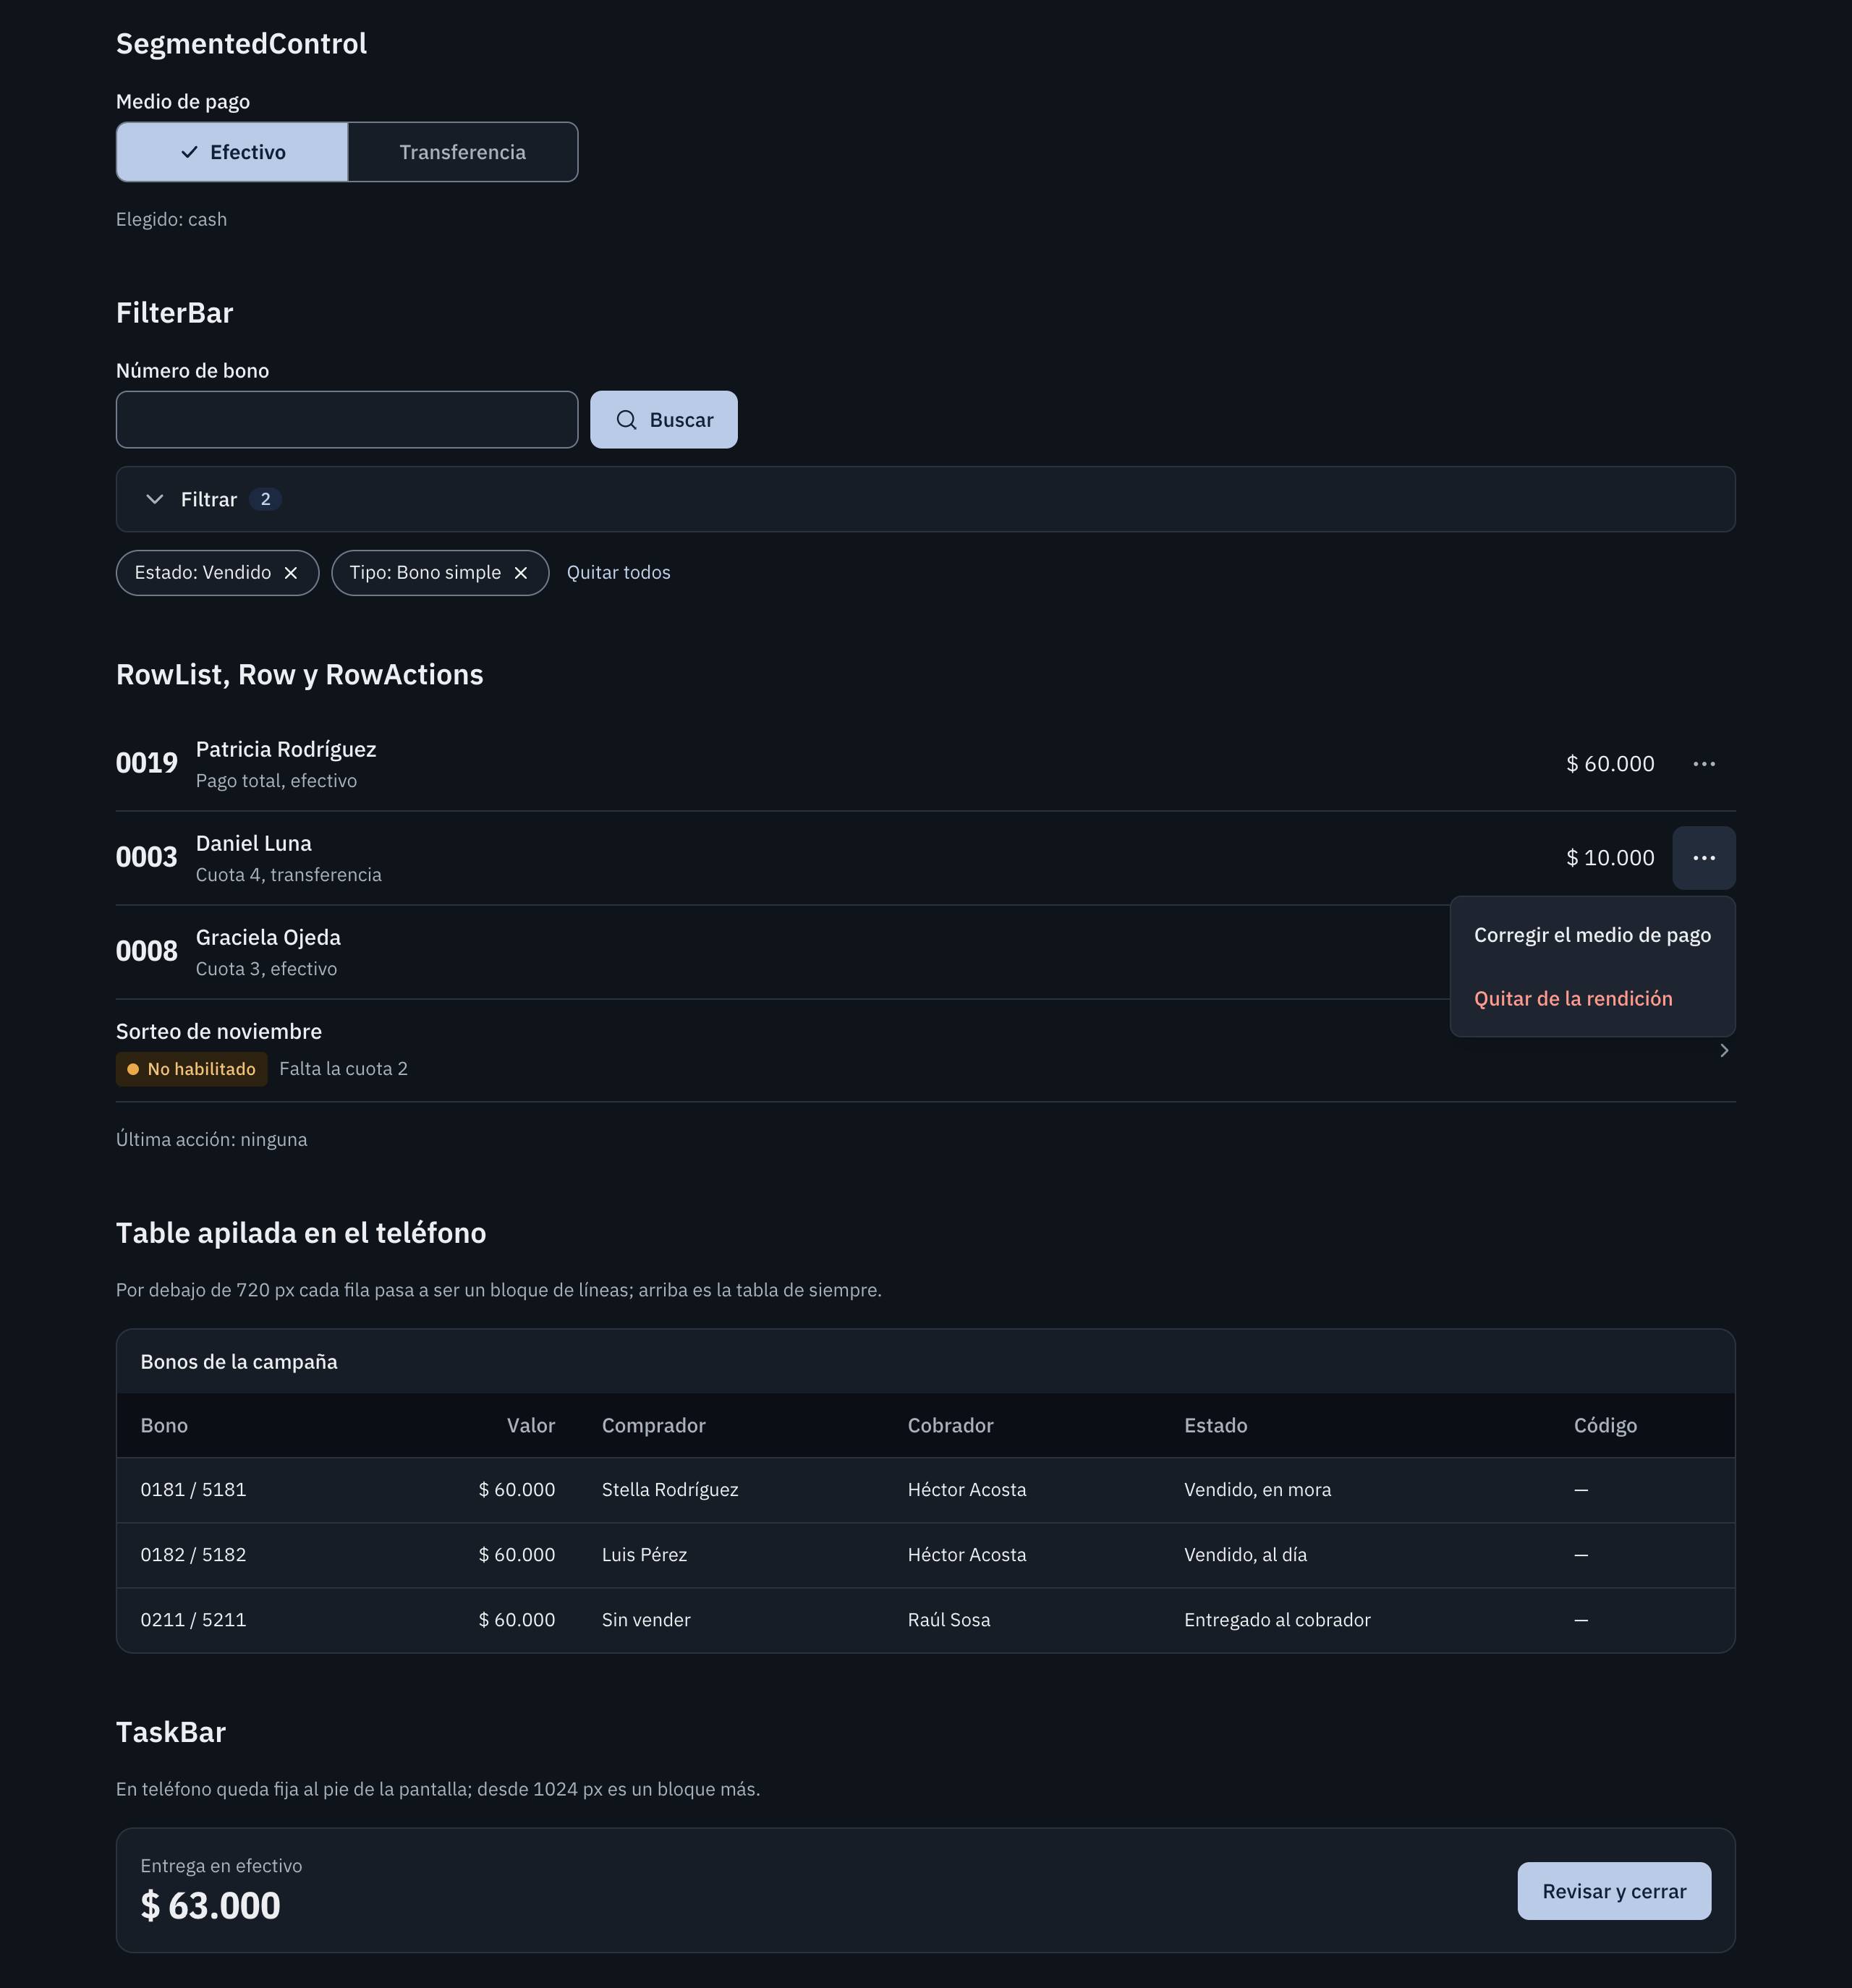 SegmentedControl
Medio de pago
Efectivo Transferencia
Elegido: cash
FilterBar
Número de bono
Buscar
Filtrar 2
Estado: Vendido Tipo: Bono simple Quitar todos
RowList, Row y RowActions
0019 Patricia Rodríguez $ 60.000
Pago total, efectivo
0003 Daniel Luna $ 10.000
Cuota 4, transferencia
Corregir el medio de pago
Quitar de la rendición
0008 Graciela Ojeda
Cuota 3, efectivo
Sorteo de noviembre
No habilitado Falta la cuota 2
Última acción: ninguna
Table apilada en el teléfono
Por debajo de 720 px cada fila pasa a ser un bloque de líneas; arriba es la tabla de siempre.
Bonos de la campaña
Bono Valor Comprador Cobrador Estado Código
0181 / 5181 $ 60.000 Stella Rodríguez Héctor Acosta Vendido, en mora —
0182 / 5182 $ 60.000 Luis Pérez Héctor Acosta Vendido, al día —
0211 / 5211 $ 60.000 Sin vender Raúl Sosa Entregado al cobrador —
TaskBar
En teléfono queda fija al pie de la pantalla; desde 1024 px es un bloque más.
Entrega en efectivo
$ 63.000
Revisar y cerrar